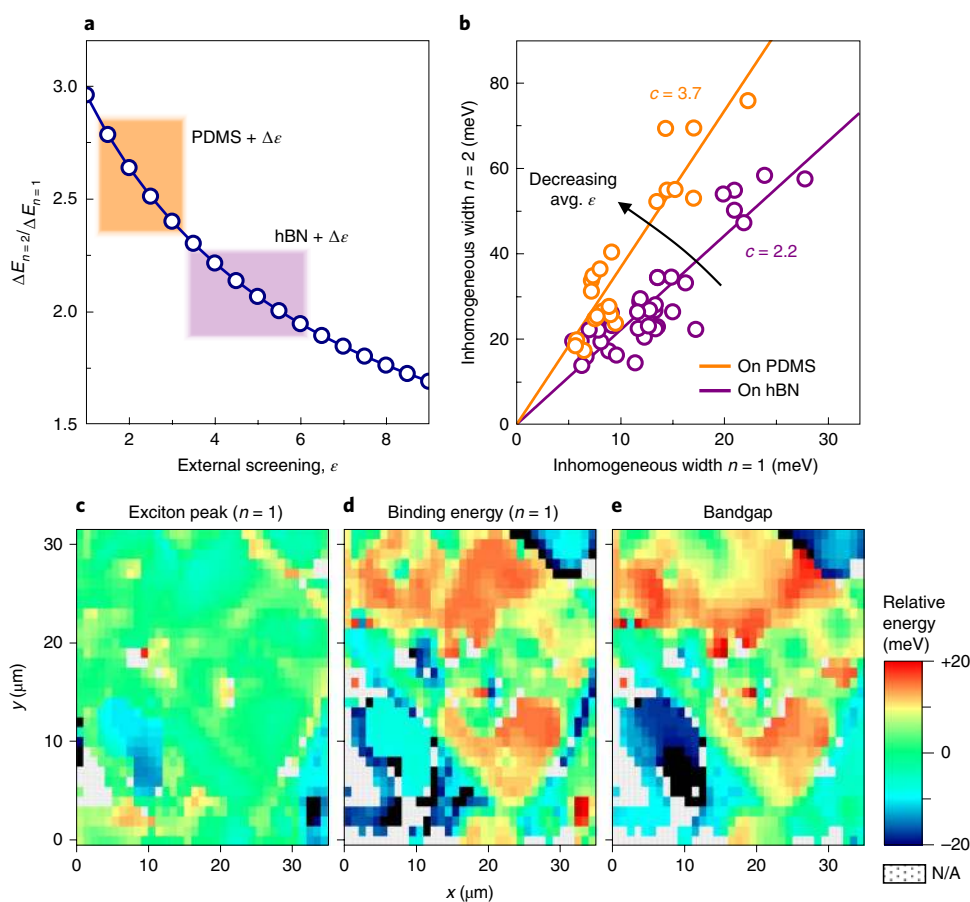 a
3.0
2.5
2.0
1.5
ΔEn=2/ΔEn=1
2 4 6 8
External screening, ε
PDMS + Δε
hBN + Δε
b
80
60
40
20
0
Inhomogeneous width n = 2 (meV)
0 10 20 30
Inhomogeneous width n = 1 (meV)
c = 3.7
Decreasing
avg. ε
c = 2.2
On PDMS
On hBN
c
Exciton peak (n = 1)
d
Binding energy (n = 1)
e
Bandgap
30
20
10
0
y (μm)
0 10 20 30
0 10 20 30
0 10 20 30
x (μm)
Relative
energy
(meV)
+20
0
−20
N/A